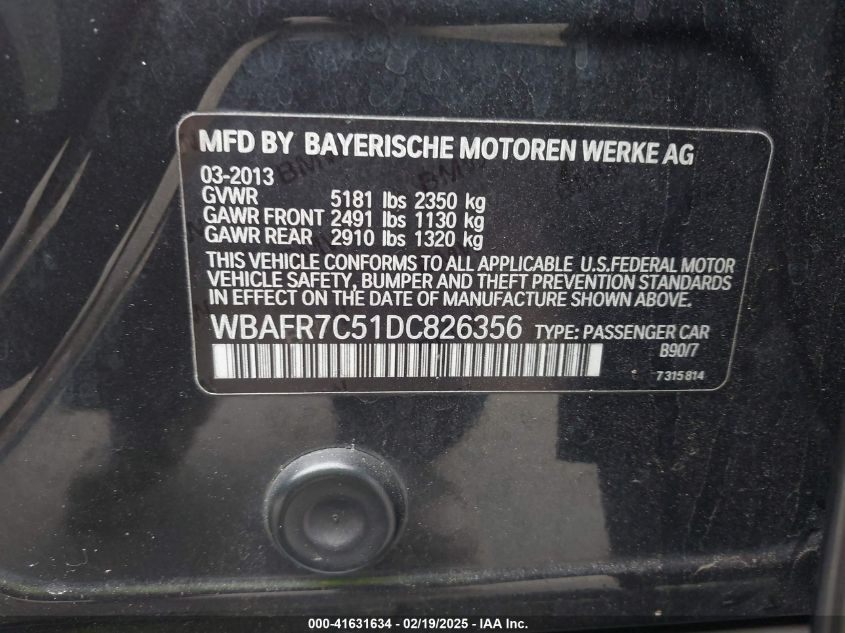 MFD BY BAYERISCHE MOTOREN WERKE AG
03-2013
GVWR 5181 lbs 2350 kg
GAWR FRONT 2491 lbs 1130 kg
GAWR REAR 2910 lbs 1320 kg
THIS VEHICLE CONFORMS TO ALL APPLICABLE U.S.FEDERAL MOTOR
VEHICLE SAFETY, BUMPER AND THEFT PREVENTION STANDARDS
IN EFFECT ON DATE OF MANUFACTURE SHOWN ABOVE.
WBAFR7C51DC826356 TYPE: PASSENGER CAR
B90/7
7315814
000-41631634 / 02/19/2025 - IAA Inc.